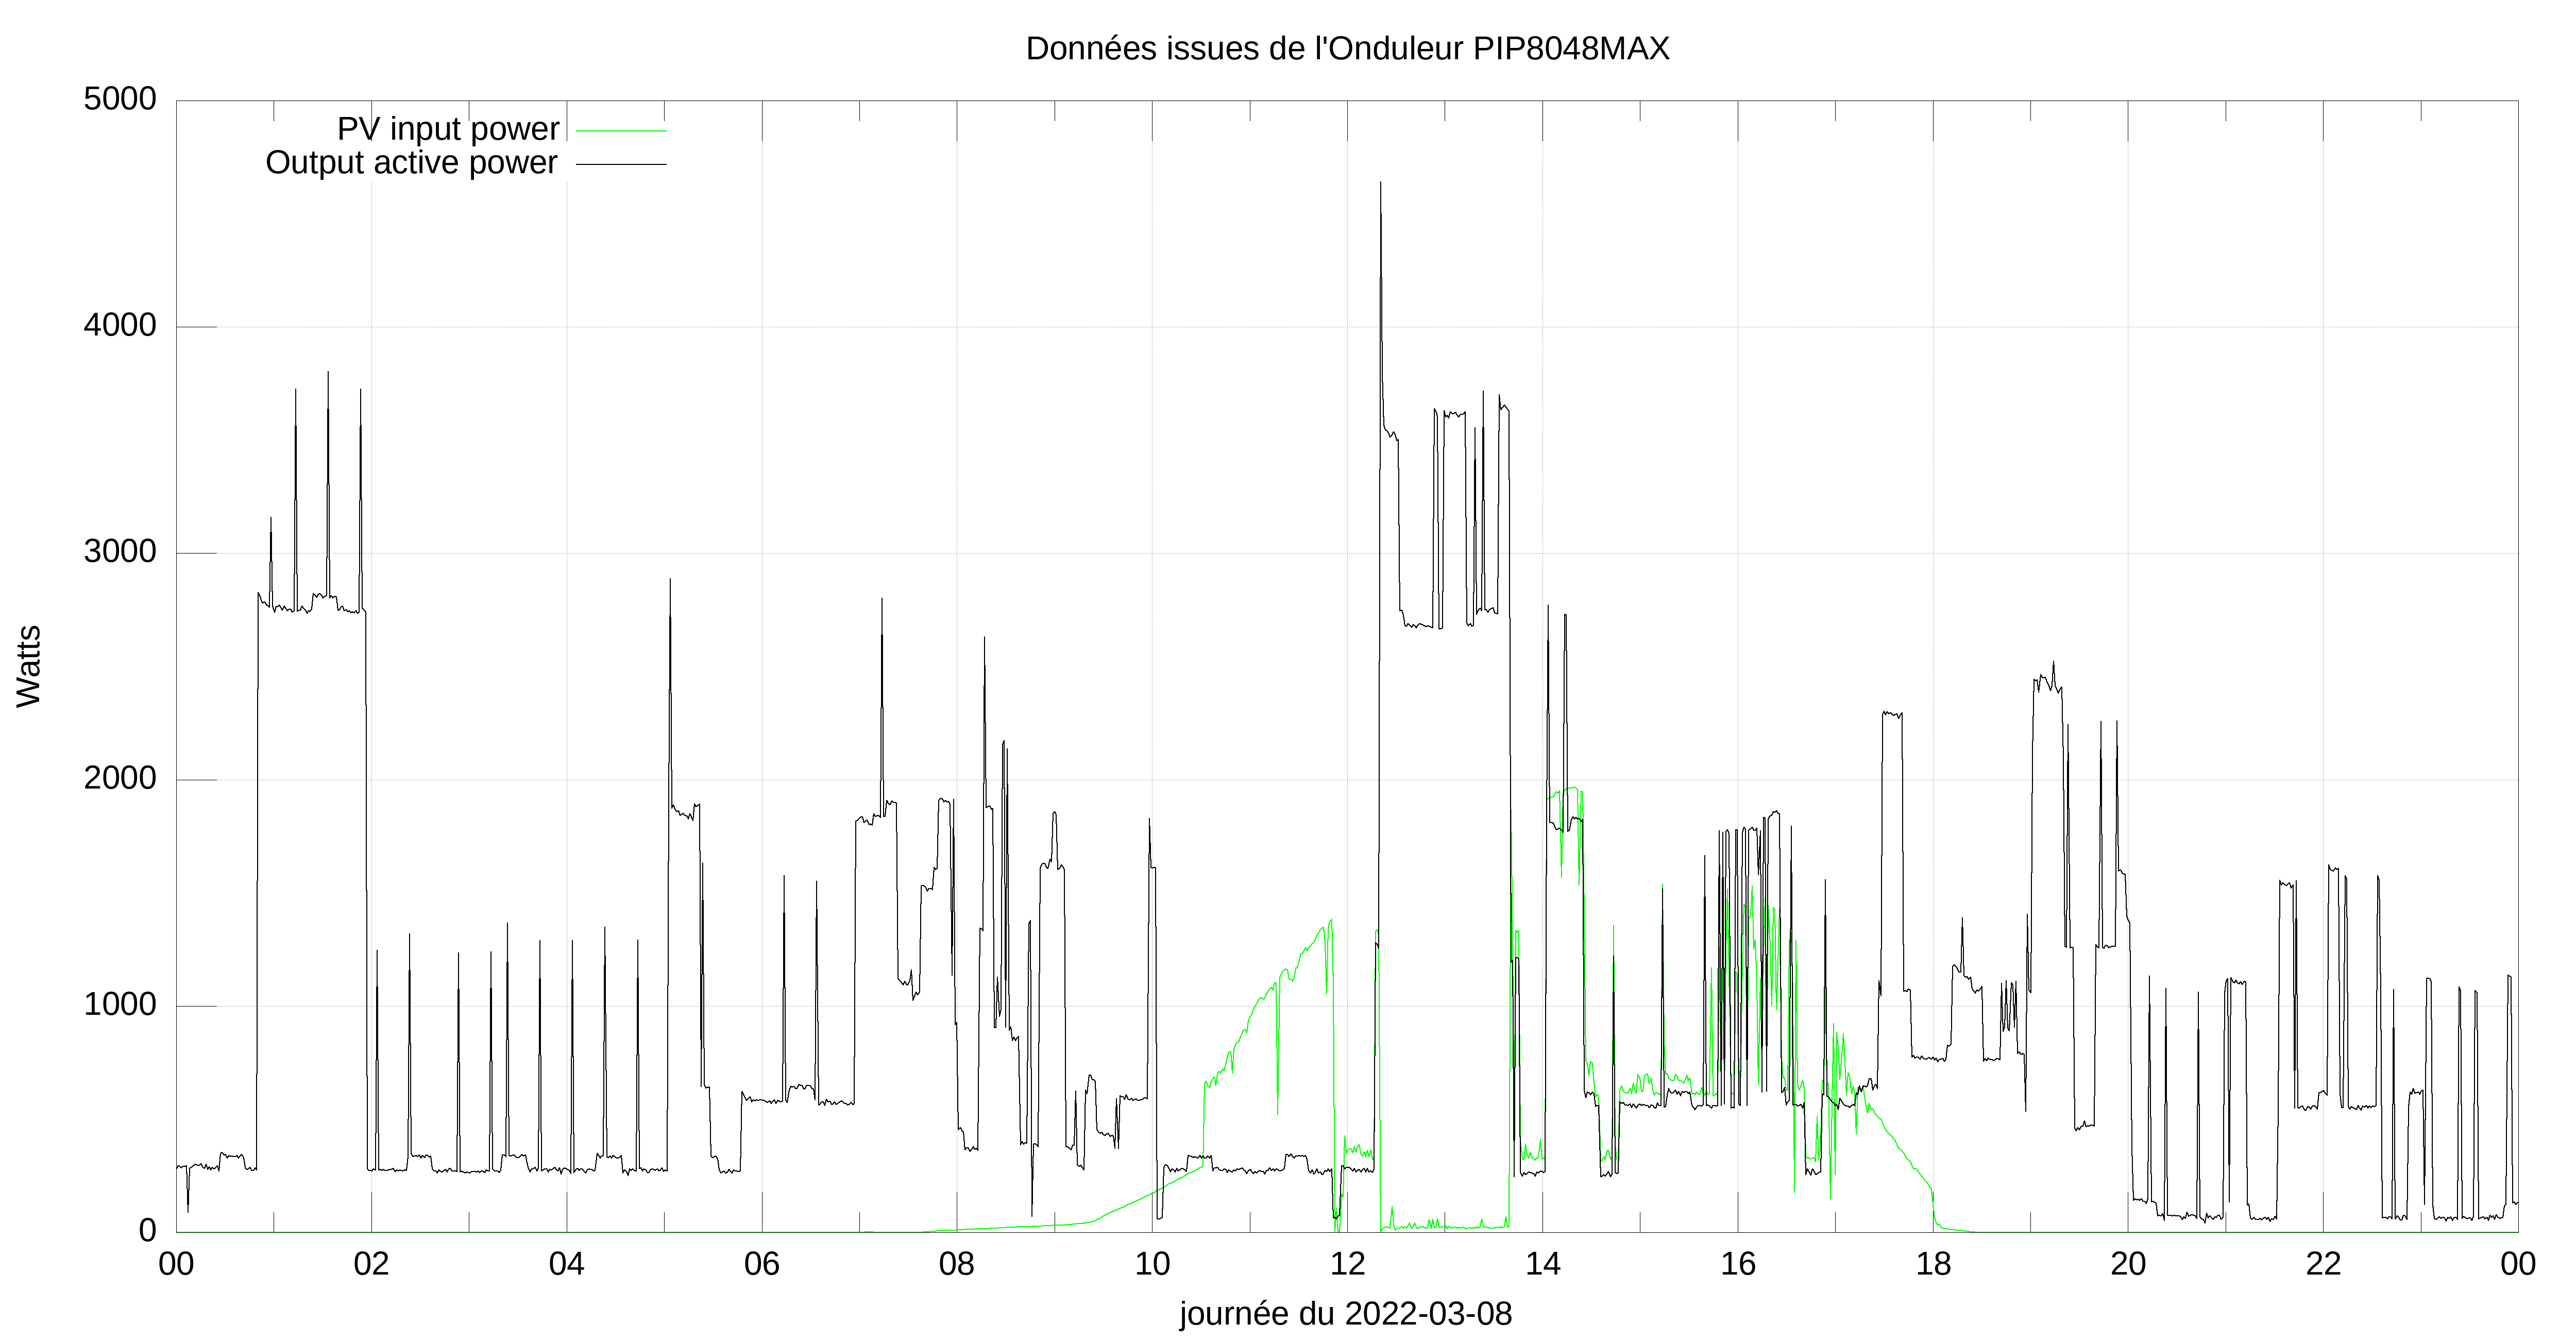 Données issues de l'Onduleur PIP8048MAX
5000
PV input power
Output active power
4000
3000
Watts
2000
1000
0
00 02 04 06 08 10 12 14 16 18 20 22 00
journée du 2022-03-08